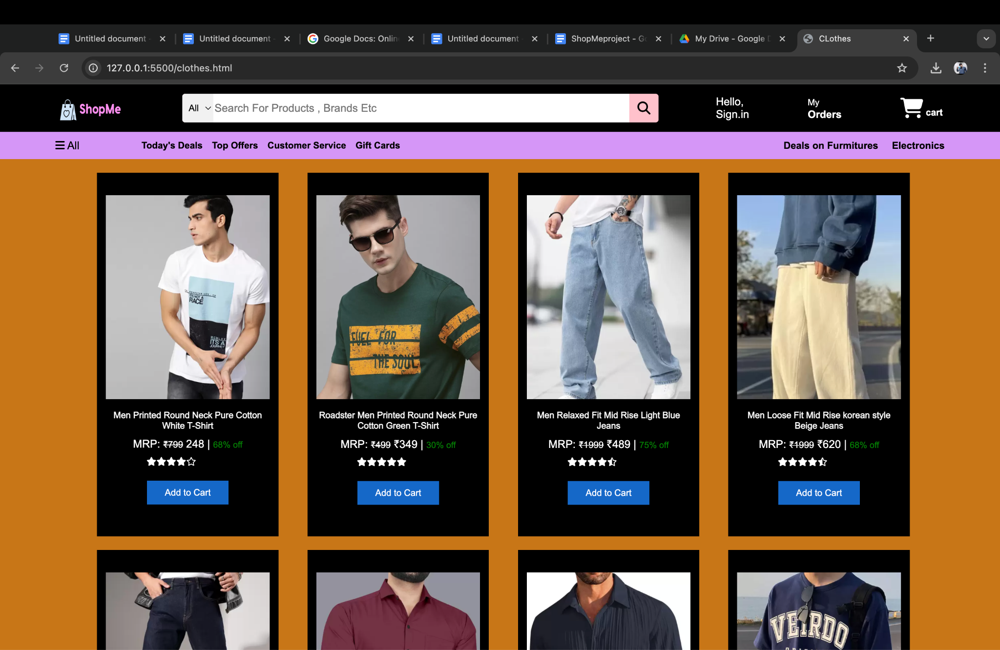 Untitled document -
Untitled document -
Google Docs: Onlin
Untitled document -
ShopMeproject - Go
My Drive - Google D
CLothes
127.0.0.1:5500/clothes.html
ShopMe
All
Search For Products , Brands Etc
Hello,
Sign.in
My
Orders
cart
All
Today's Deals
Top Offers
Customer Service
Gift Cards
Deals on Furmitures
Electronics
IT'S NOT A
RACE
MCMLXX
IT'S A
JOURNEY
FUEL FOR
THE SOUL
Men Printed Round Neck Pure Cotton
White T-Shirt
MRP: ₹799 248 | 68% off
Add to Cart
Roadster Men Printed Round Neck Pure
Cotton Green T-Shirt
MRP: ₹499 ₹349 | 30% off
Add to Cart
Men Relaxed Fit Mid Rise Light Blue
Jeans
MRP: ₹1999 ₹489 | 75% off
Add to Cart
Men Loose Fit Mid Rise korean style
Beige Jeans
MRP: ₹1999 ₹620 | 68% off
Add to Cart
VEIRDO